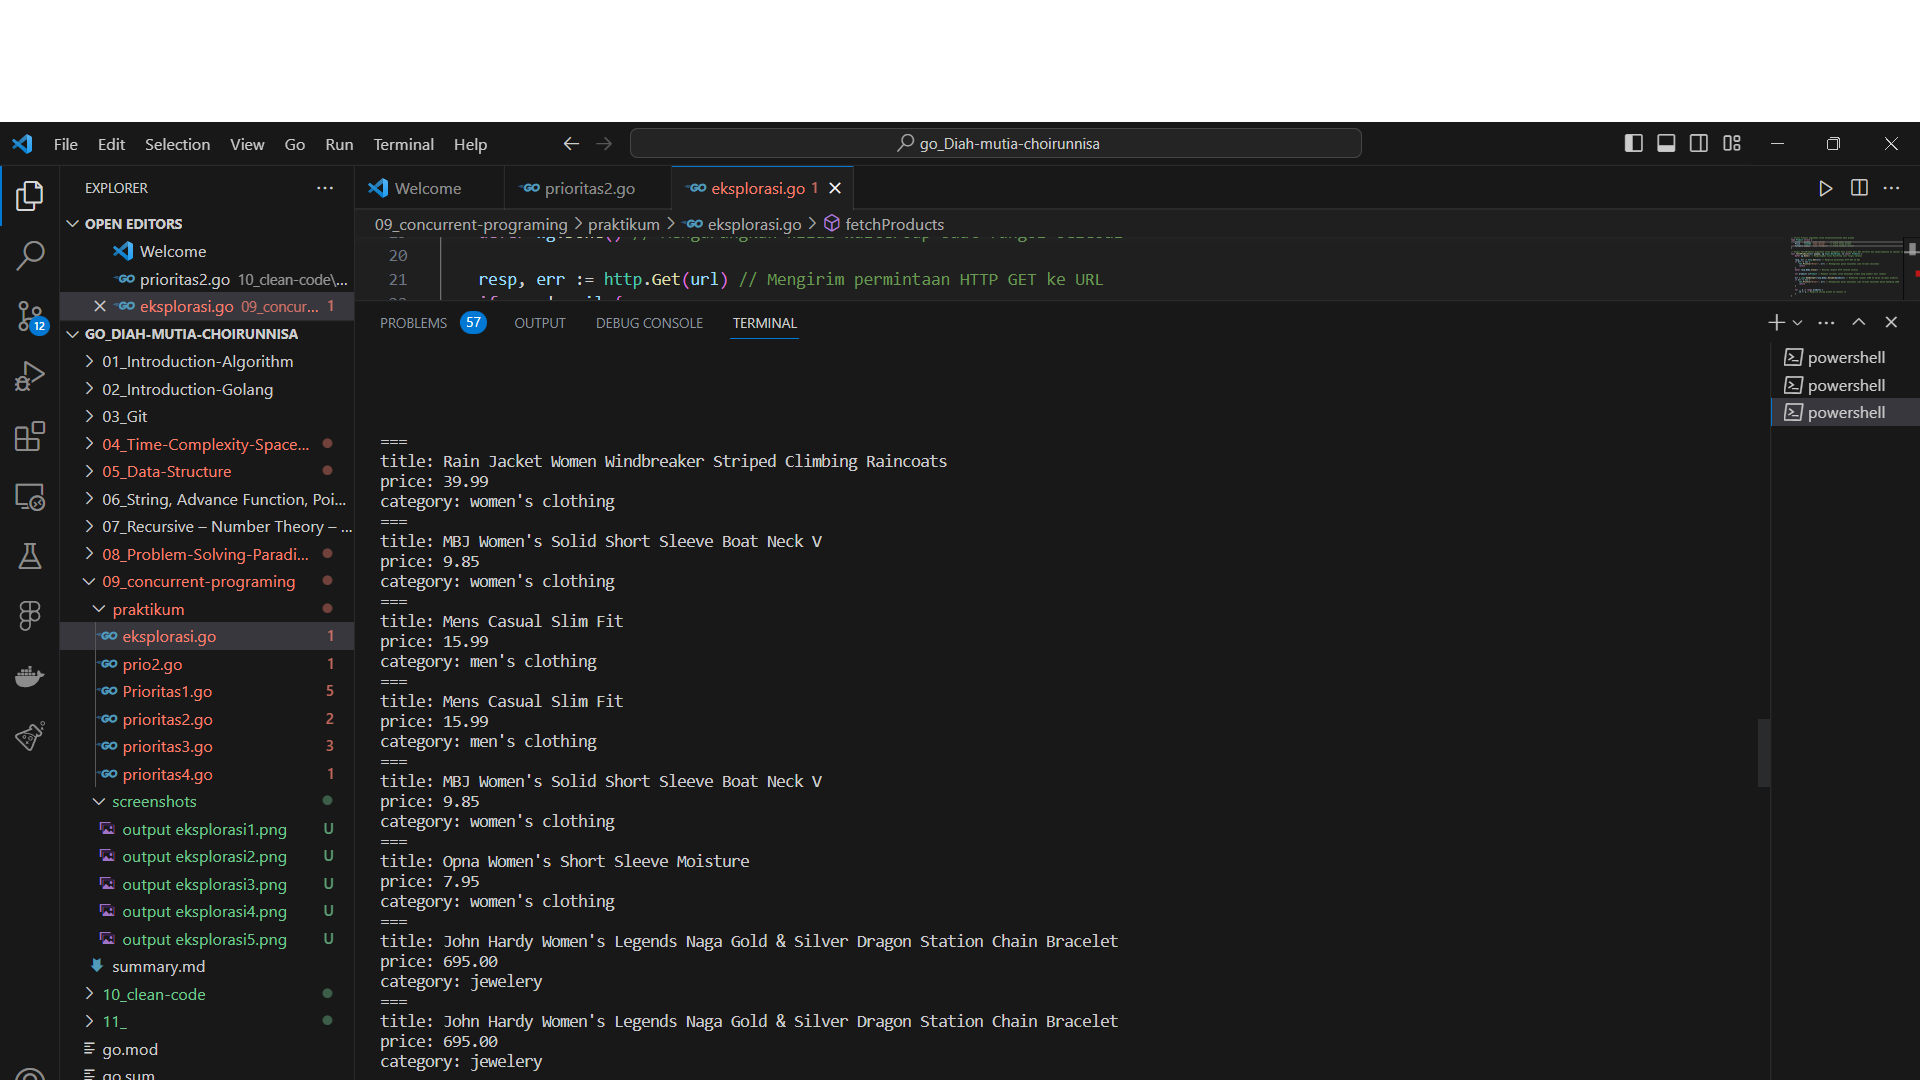 File Edit Selection View Go Run Terminal Help
go_Diah-mutia-choirunnisa
EXPLORER
OPEN EDITORS
Welcome
prioritas2.go 10_clean-code\...
eksplorasi.go 09_concur... 1
12
GO_DIAH-MUTIA-CHOIRUNNISA
01_Introduction-Algorithm
02_Introduction-Golang
03_Git
04_Time-Complexity-Space...
05_Data-Structure
06_String, Advance Function, Poi...
07_Recursive – Number Theory – ...
08_Problem-Solving-Paradi...
09_concurrent-programing
praktikum
eksplorasi.go 1
prio2.go 1
Prioritas1.go 5
prioritas2.go 2
prioritas3.go 3
prioritas4.go 1
screenshots
output eksplorasi1.png U
output eksplorasi2.png U
output eksplorasi3.png U
output eksplorasi4.png U
output eksplorasi5.png U
summary.md
10_clean-code
11_
go.mod
go.sum
Welcome prioritas2.go eksplorasi.go 1
09_concurrent-programing > praktikum > eksplorasi.go > fetchProducts
20
21 resp, err := http.Get(url) // Mengirim permintaan HTTP GET ke URL
PROBLEMS 57 OUTPUT DEBUG CONSOLE TERMINAL
===
title: Rain Jacket Women Windbreaker Striped Climbing Raincoats
price: 39.99
category: women's clothing
===
title: MBJ Women's Solid Short Sleeve Boat Neck V
price: 9.85
category: women's clothing
===
title: Mens Casual Slim Fit
price: 15.99
category: men's clothing
===
title: Mens Casual Slim Fit
price: 15.99
category: men's clothing
===
title: MBJ Women's Solid Short Sleeve Boat Neck V
price: 9.85
category: women's clothing
===
title: Opna Women's Short Sleeve Moisture
price: 7.95
category: women's clothing
===
title: John Hardy Women's Legends Naga Gold & Silver Dragon Station Chain Bracelet
price: 695.00
category: jewelery
===
title: John Hardy Women's Legends Naga Gold & Silver Dragon Station Chain Bracelet
price: 695.00
category: jewelery
powershell
powershell
powershell